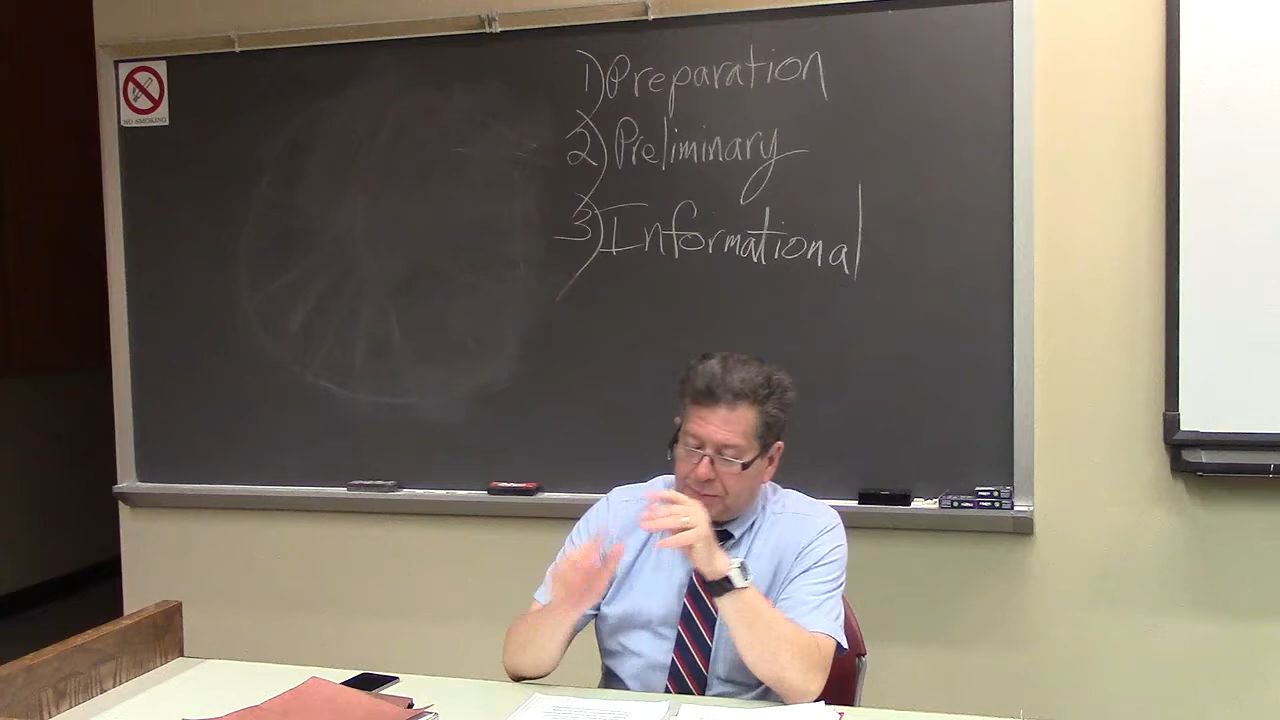 NO SMOKING
1) Preparation
2) Preliminary
3) Informational